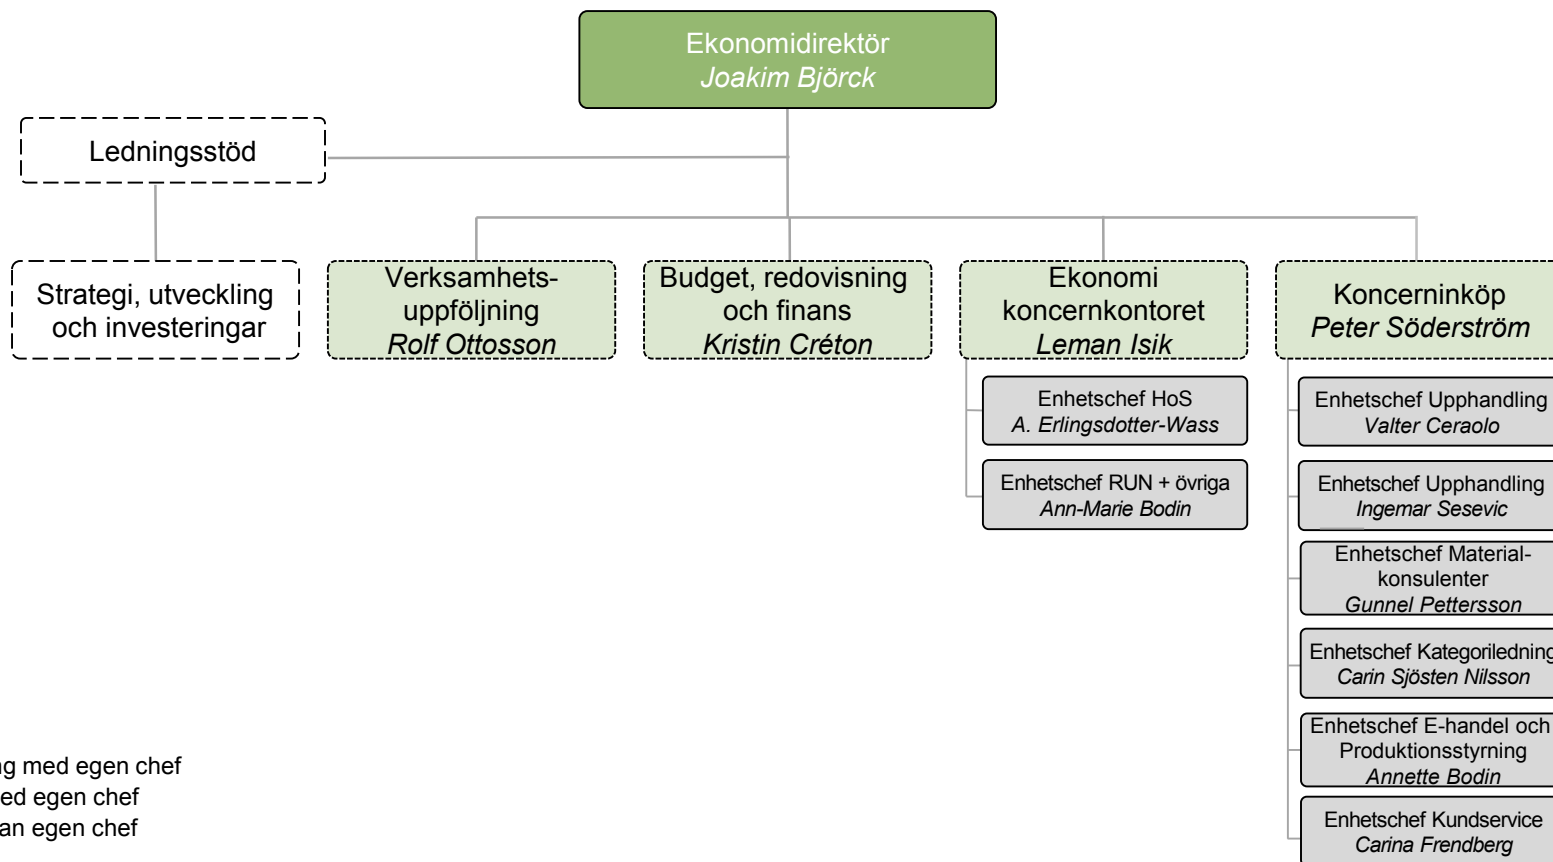 Ekonomidirektör
Joakim Björck
Ledningsstöd
Strategi, utveckling
och investeringar
Verksamhets-
uppföljning
Rolf Ottosson
Budget, redovisning
och finans
Kristin Créton
Ekonomi
koncernkontoret
Leman Isik
Koncerninköp
Peter Söderström
Enhetschef HoS
A. Erlingsdotter-Wass
Enhetschef RUN + övriga
Ann-Marie Bodin
Enhetschef Upphandling
Valter Ceraolo
Enhetschef Upphandling
Ingemar Sesevic
Enhetschef Material-
konsulenter
Gunnel Pettersson
Enhetschef Kategoriledning
Carin Sjösten Nilsson
Enhetschef E-handel och
Produktionsstyrning
Annette Bodin
Enhetschef Kundservice
Carina Frendberg
med egen chef
egen chef
egen chef